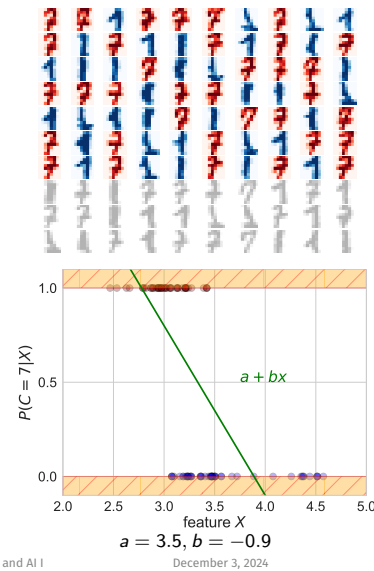 1.0
0.5
0.0
P(C = 7|X)
a + bx
2.0 2.5 3.0 3.5 4.0 4.5 5.0
feature X
a = 3.5, b = −0.9
and AI I December 3, 2024